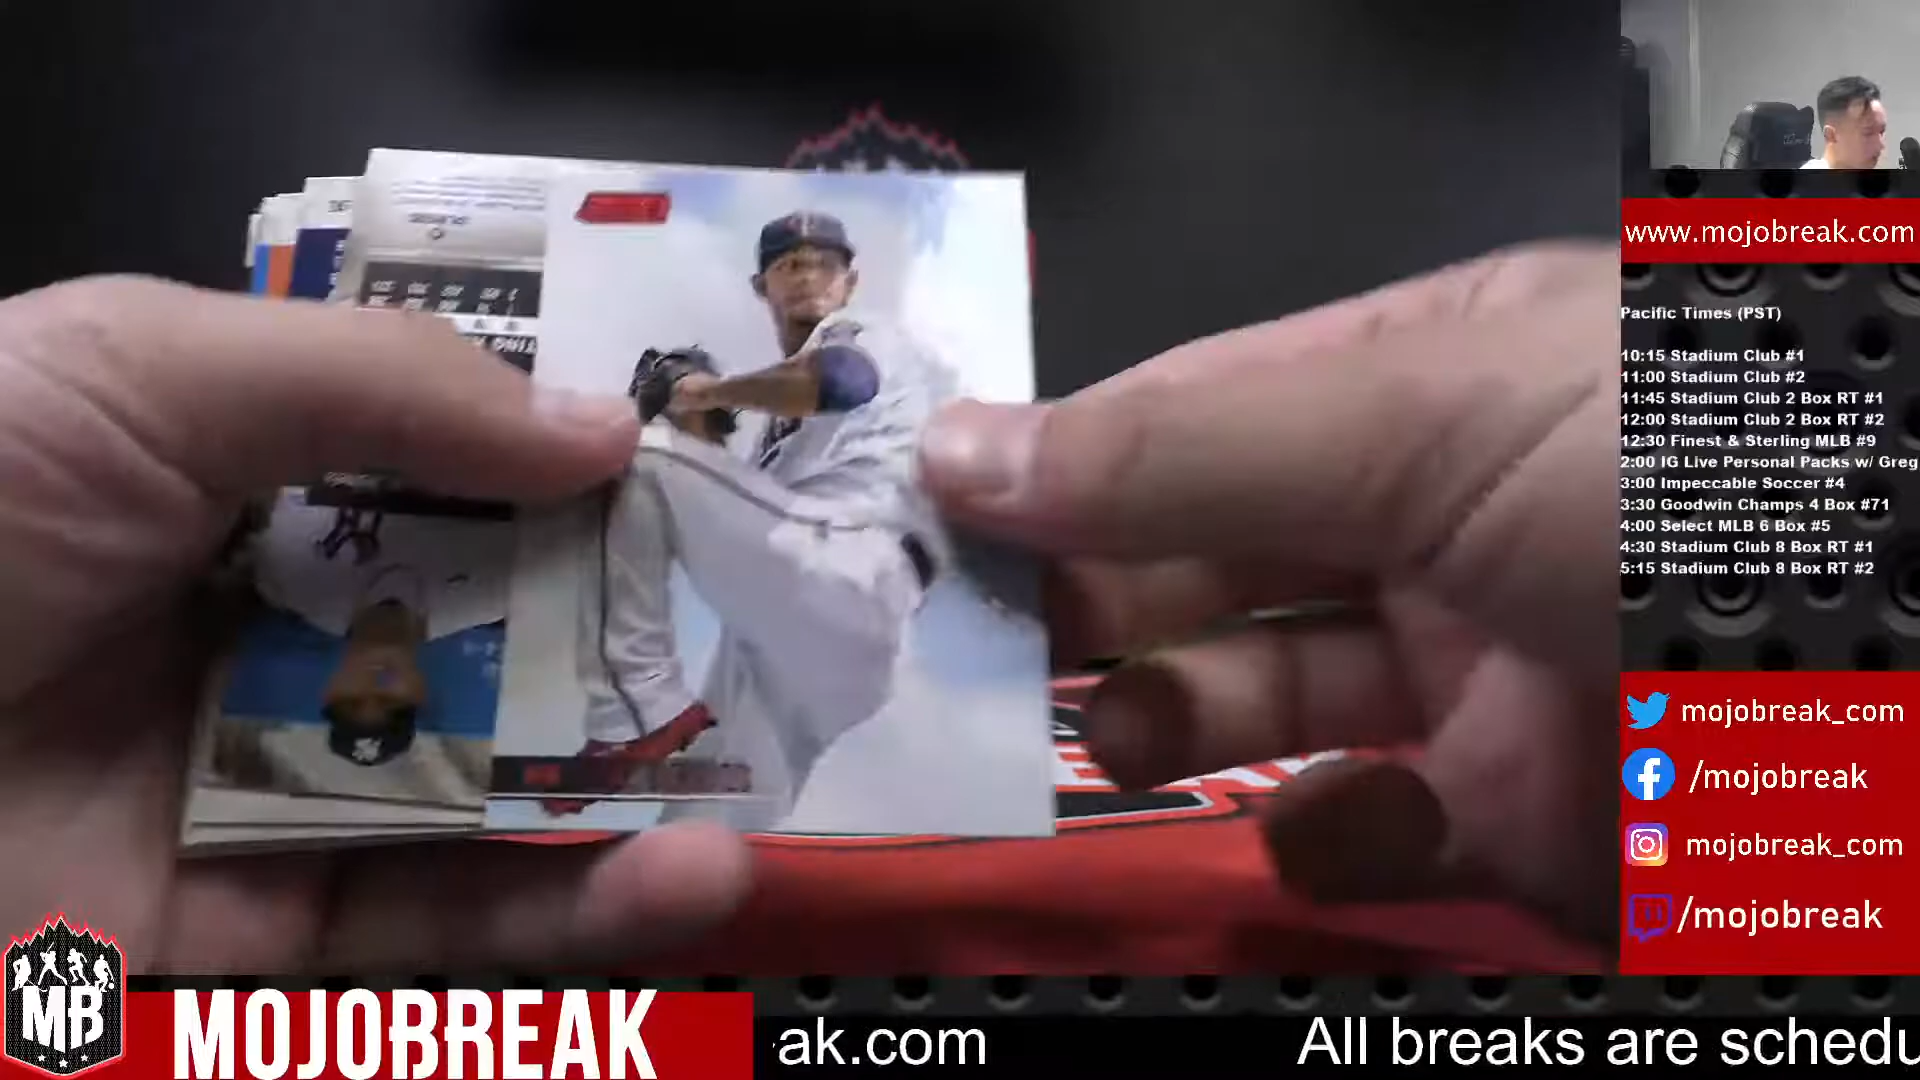 www.mojobreak.com
Pacific Times (PST)
10:15 Stadium Club #1
11:00 Stadium Club #2
11:45 Stadium Club 2 Box RT #1
12:00 Stadium Club 2 Box RT #2
12:30 Finest & Sterling MLB #9
2:00 IG Live Personal Packs w/ Greg
3:00 Impeccable Soccer #4
3:30 Goodwin Champs 4 Box #71
4:00 Select MLB 6 Box #5
4:30 Stadium Club 8 Box RT #1
5:15 Stadium Club 8 Box RT #2
mojobreak_com
/mojobreak
mojobreak_com
/mojobreak
MB
MOJOBREAK
ak.com
All breaks are schedu